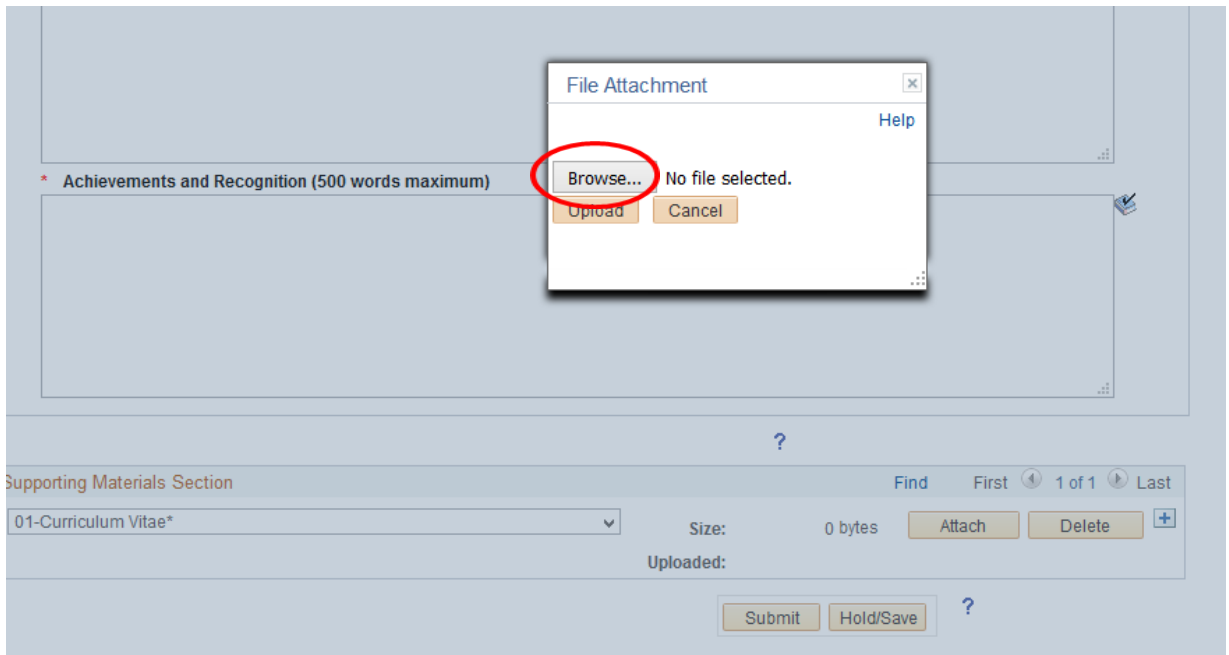 File Attachment
Help
Browse... No file selected.
Upload Cancel
* Achievements and Recognition (500 words maximum)
?
Supporting Materials Section Find First 1 of 1 Last
01-Curriculum Vitae* Size: 0 bytes Attach Delete
Uploaded:
Submit Hold/Save ?